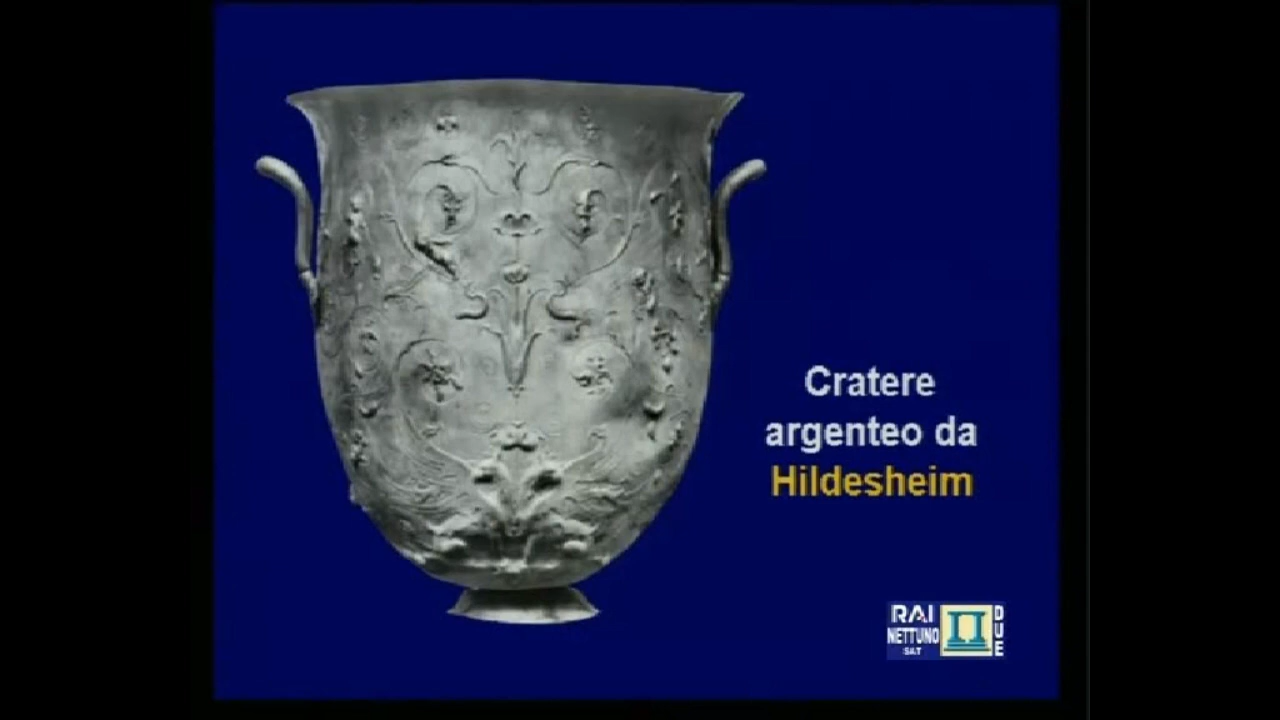 Cratere
argenteo da
Hildesheim
RAI
NETTUNO
SAT
DUE